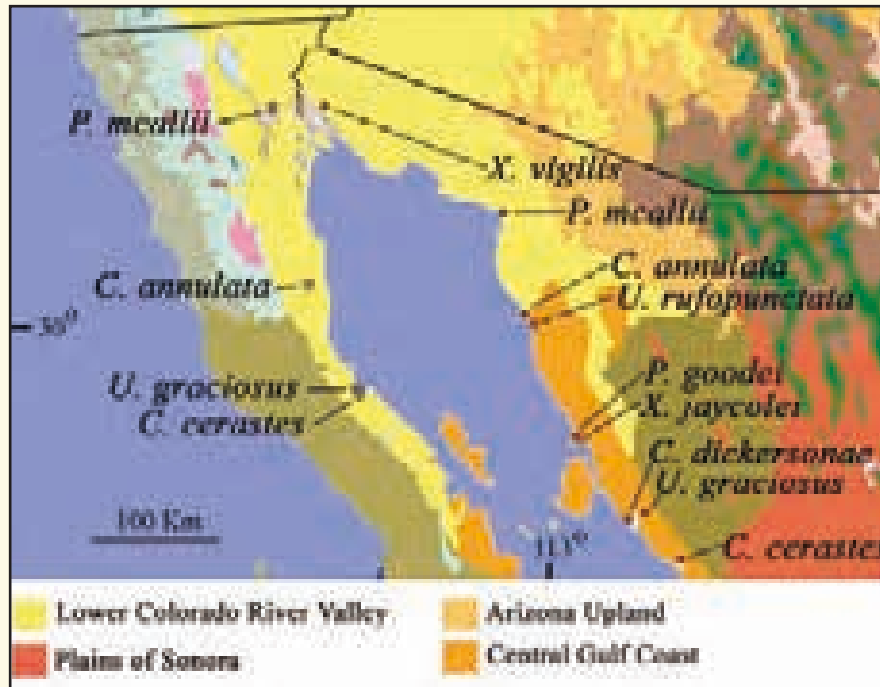 P. mcallii
X. vigilis
P. mcallii
C. annulata
C. annulata
U. rufopunctata
30°
U. graciosus
C. cerastes
P. goodei
X. jaycolei
C. dickersonae
U. graciosus
100 Km
113°
C. cerastes
Lower Colorado River Valley
Arizona Upland
Plains of Sonora
Central Gulf Coast